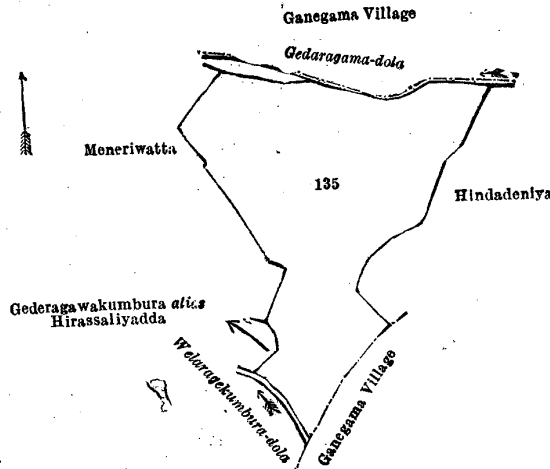 Ganegama Village
Gedaragama-dola
Meneriwatta
135
Hindadeniya
Gederagawakumbura alias
Hirassaliyadda
Welaragekumbura-dola
Ganegama Village